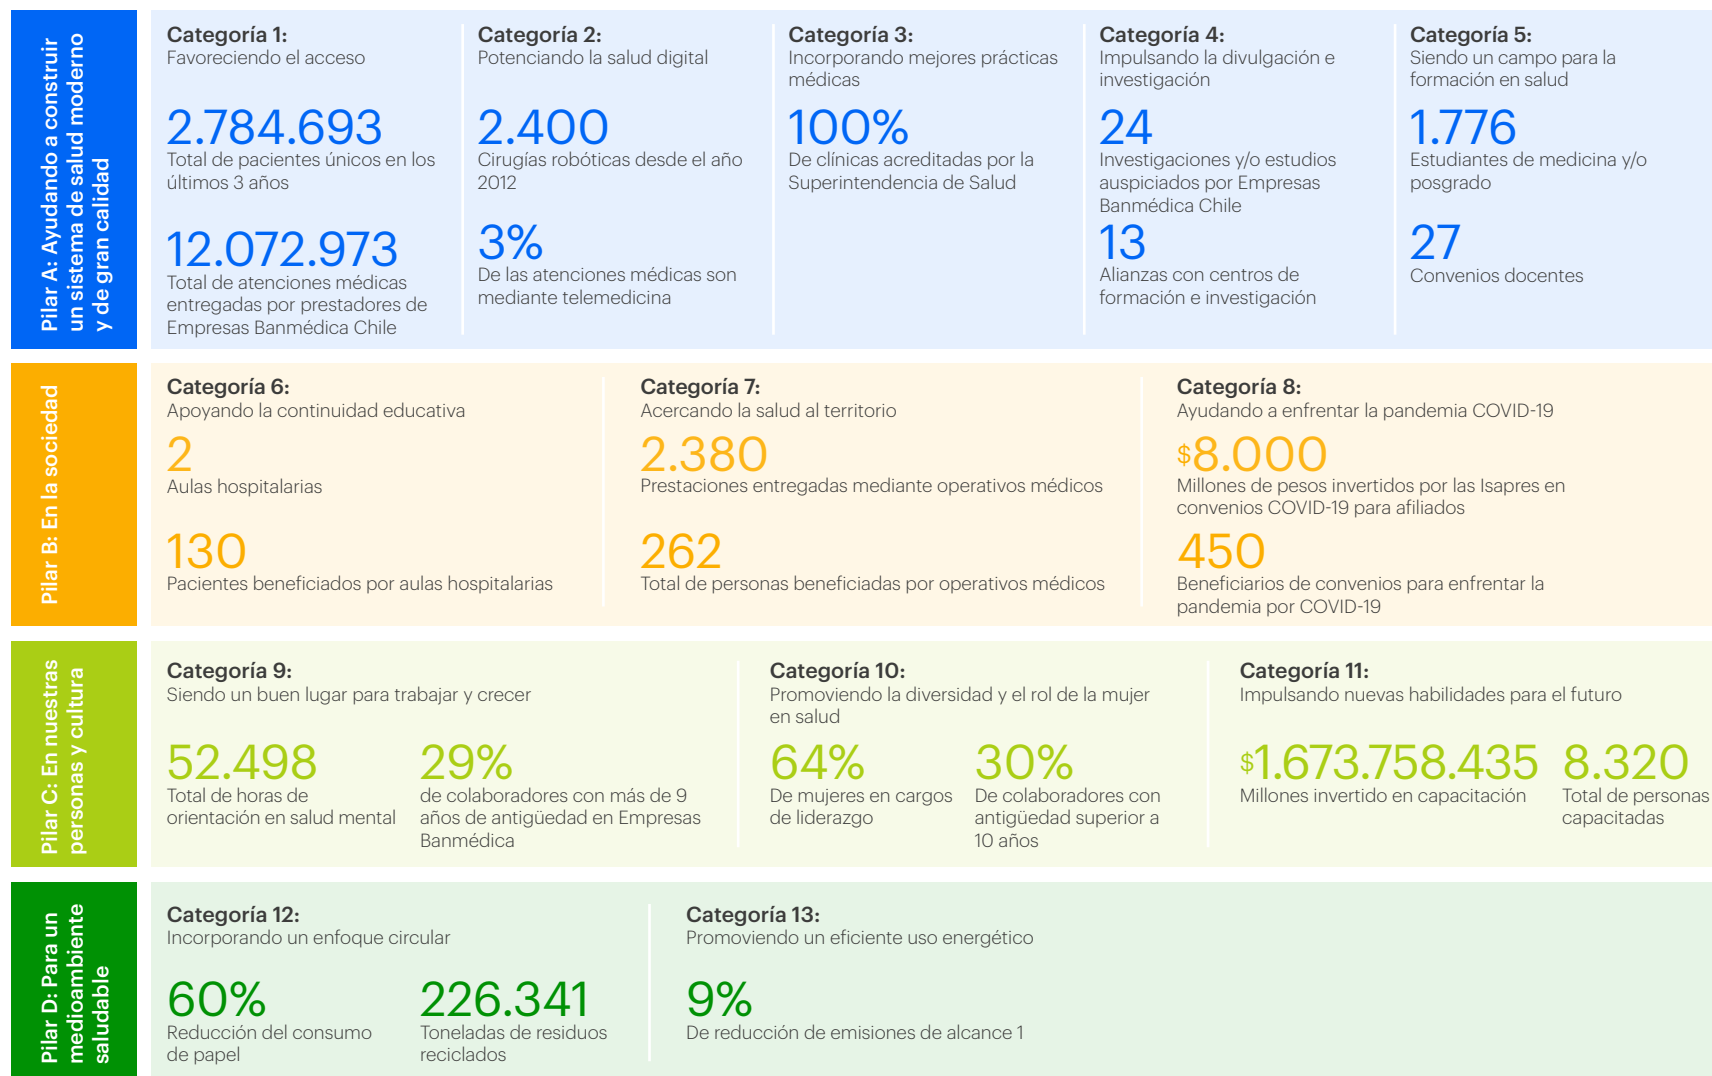 Pilar A: Ayudando a construir
un sistema de salud moderno
y de gran calidad
Categoría 1:
Favoreciendo el acceso
2.784.693
Total de pacientes únicos en los
últimos 3 años
12.072.973
Total de atenciones médicas
entregadas por prestadores de
Empresas Banmédica Chile
Categoría 2:
Potenciando la salud digital
2.400
Cirugías robóticas desde el año
2012
3%
De las atenciones médicas son
mediante telemedicina
Categoría 3:
Incorporando mejores prácticas
médicas
100%
De clínicas acreditadas por la
Superintendencia de Salud
Categoría 4:
Impulsando la divulgación e
investigación
24
Investigaciones y/o estudios
auspiciados por Empresas
Banmédica Chile
13
Alianzas con centros de
formación e investigación
Categoría 5:
Siendo un campo para la
formación en salud
1.776
Estudiantes de medicina y/o
posgrado
27
Convenios docentes
Pilar B: En la sociedad
Categoría 6:
Apoyando la continuidad educativa
2
Aulas hospitalarias
130
Pacientes beneficiados por aulas hospitalarias
Categoría 7:
Acercando la salud al territorio
2.380
Prestaciones entregadas mediante operativos médicos
262
Total de personas beneficiadas por operativos médicos
Categoría 8:
Ayudando a enfrentar la pandemia COVID-19
$8.000
Millones de pesos invertidos por las Isapres en
convenios COVID-19 para afiliados
450
Beneficiarios de convenios para enfrentar la
pandemia por COVID-19
Pilar C: En nuestras
personas y cultura
Categoría 9:
Siendo un buen lugar para trabajar y crecer
52.498
Total de horas de
orientación en salud mental
29%
de colaboradores con más de 9
años de antigüedad en Empresas
Banmédica
Categoría 10:
Promoviendo la diversidad y el rol de la mujer
en salud
64%
De mujeres en cargos
de liderazgo
30%
De colaboradores con
antigüedad superior a
10 años
Categoría 11:
Impulsando nuevas habilidades para el futuro
$1.673.758.435
Millones invertido en capacitación
8.320
Total de personas
capacitadas
Pilar D: Para un
medioambiente
saludable
Categoría 12:
Incorporando un enfoque circular
60%
Reducción del consumo
de papel
226.341
Toneladas de residuos
reciclados
Categoría 13:
Promoviendo un eficiente uso energético
9%
De reducción de emisiones de alcance 1